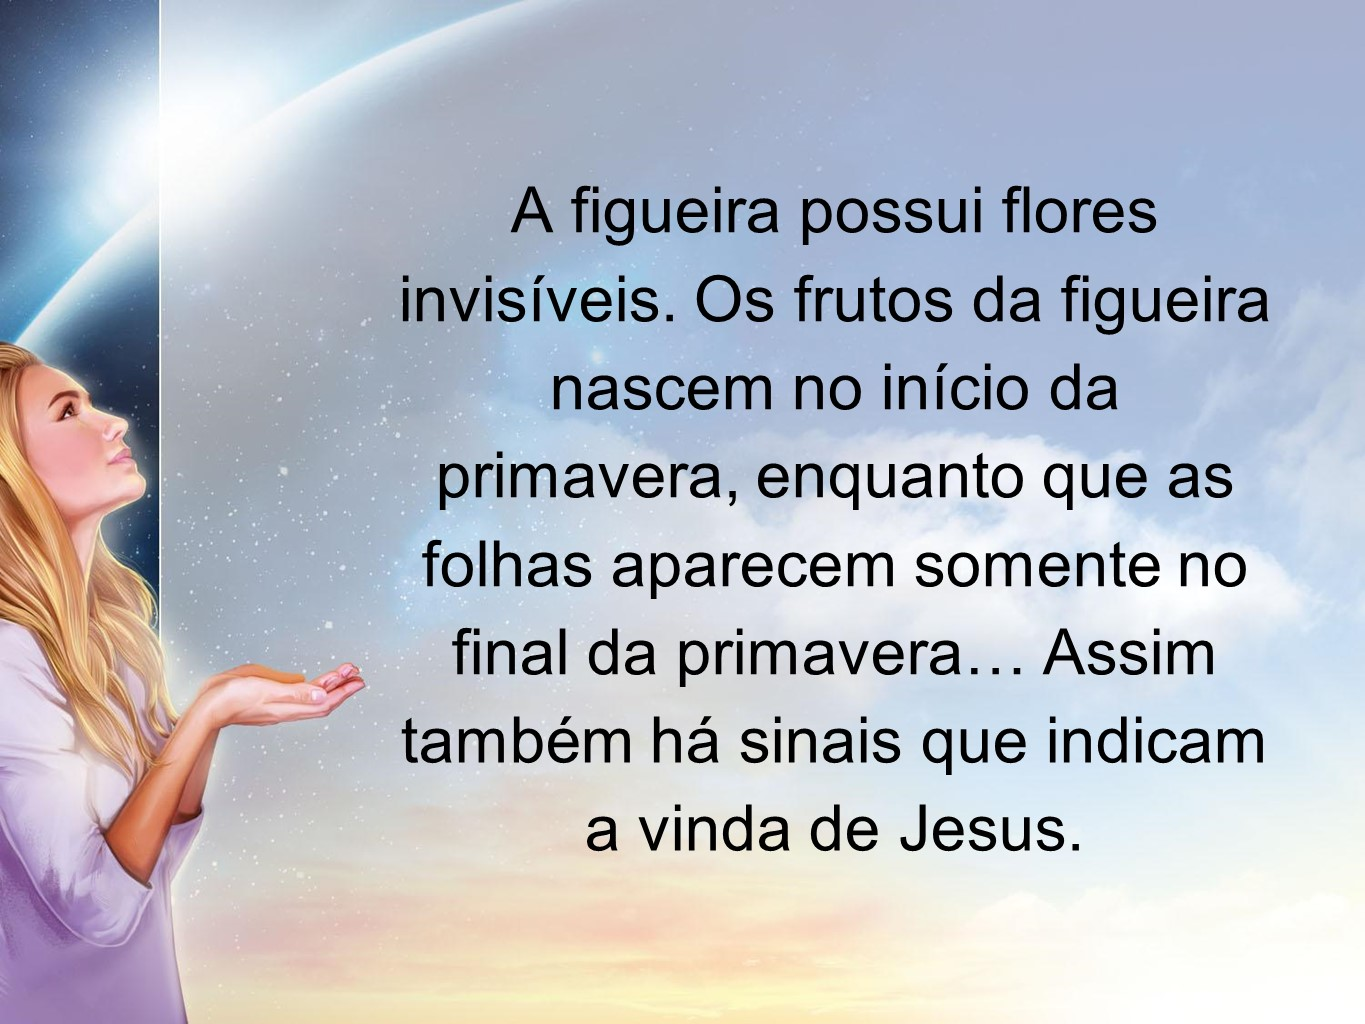 A figueira possui flores
invisíveis. Os frutos da figueira
nascem no início da
primavera, enquanto que as
folhas aparecem somente no
final da primavera… Assim
também há sinais que indicam
a vinda de Jesus.